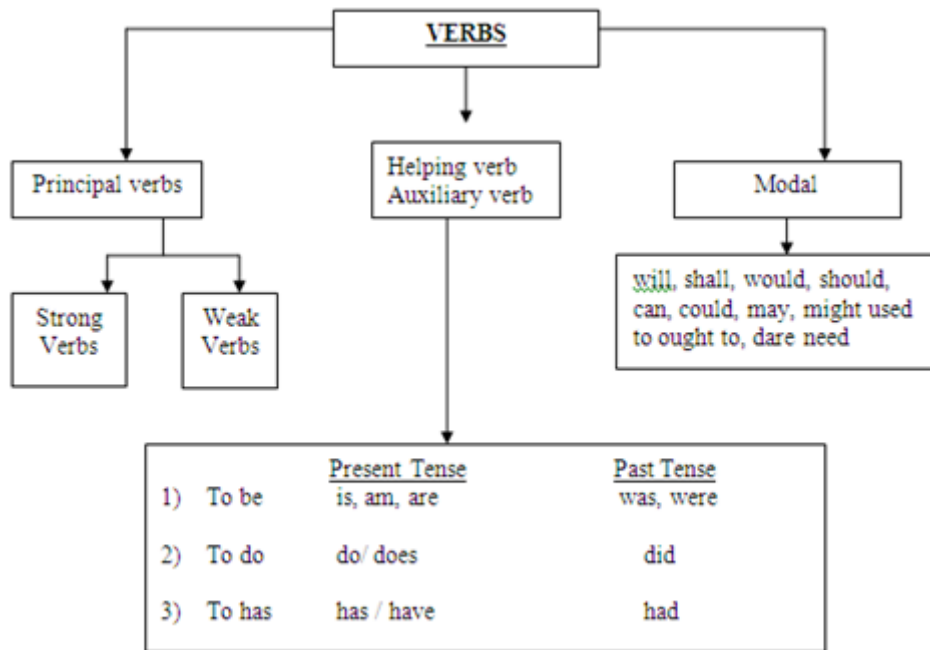 VERBS
Principal verbs
Helping verb
Auxiliary verb
Modal
Strong
Verbs
Weak
Verbs
will, shall, would, should,
can, could, may, might used
to ought to, dare need
Present Tense Past Tense
1) To be is, am, are was, were
2) To do do/ does did
3) To has has / have had